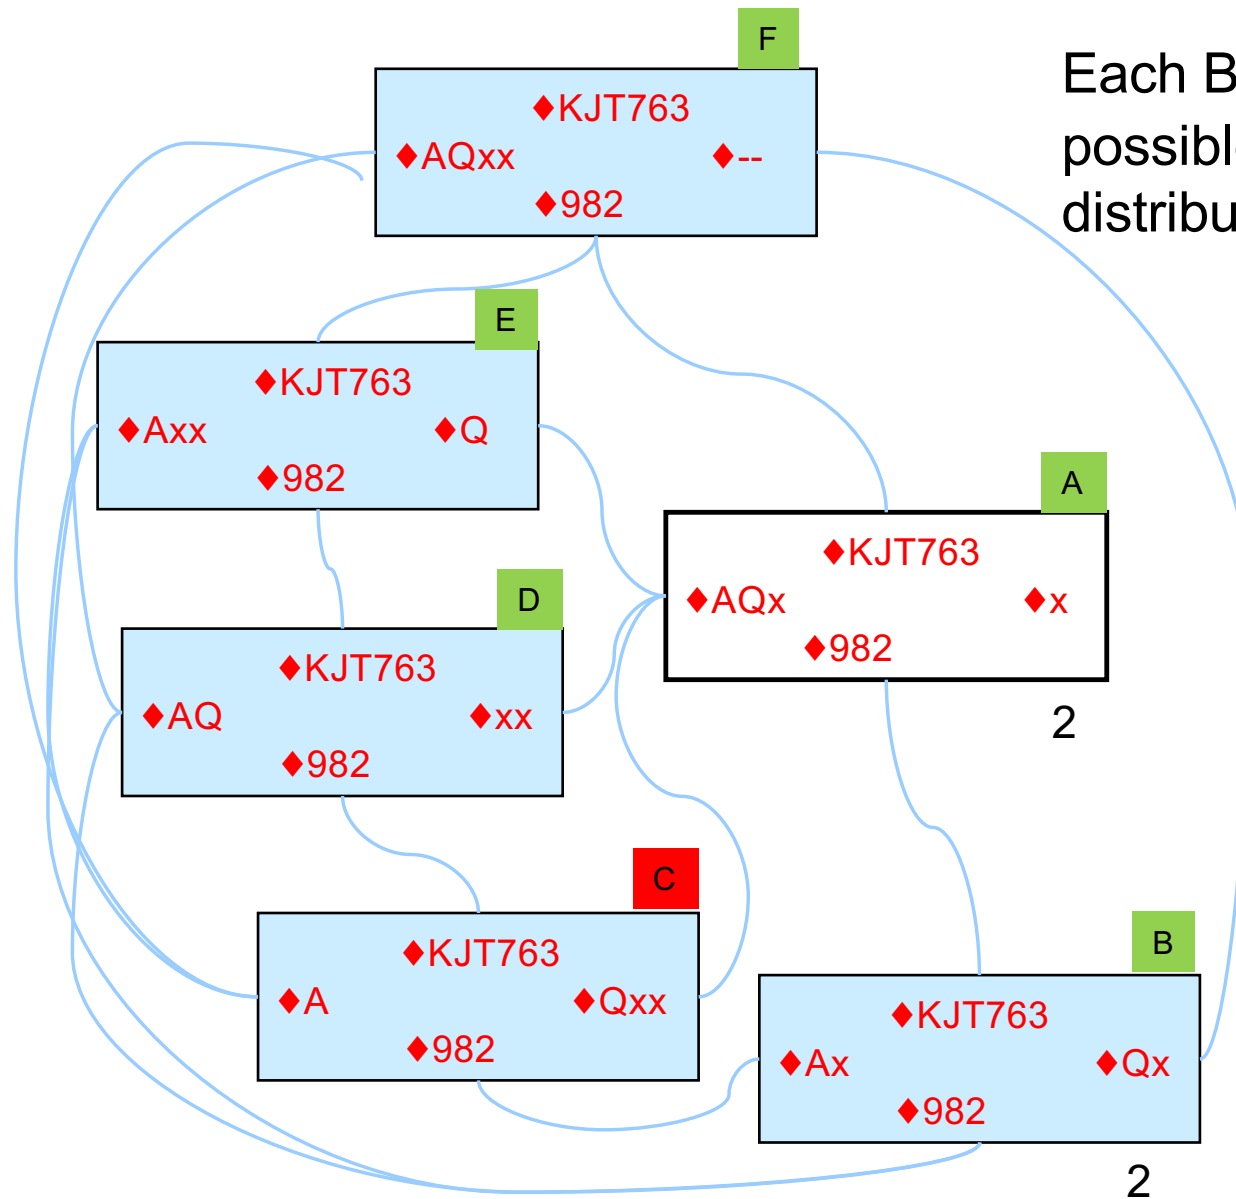 F
Each B
♦KJT763
possibl
♦AQxx ♦--
♦982
distribu
E
♦KJT763
♦Axx ♦Q
♦982
A
♦KJT763
♦AQx ♦x
♦982
2
D
♦KJT763
♦AQ ♦xx
♦982
C
♦KJT763
♦A ♦Qxx
♦982
B
♦KJT763
♦Ax ♦Qx
♦982
2